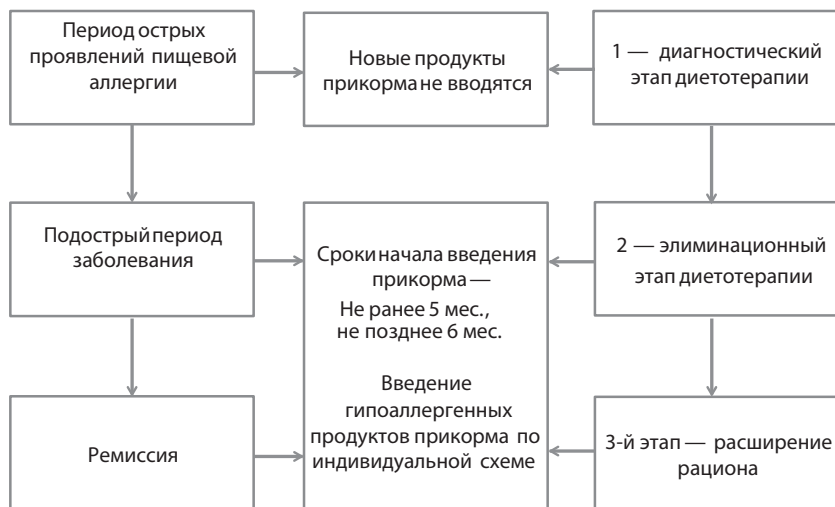 Период острых
проявлений пищевой
аллергии
Новые продукты
прикорма не вводятся
1 — диагностический
этап диетотерапии
Подострый период
заболевания
Сроки начала введения
прикорма —
Не ранее 5 мес.,
не позднее 6 мес.
Введение
гипоаллергенных
продуктов прикорма по
индивидуальной схеме
2 — элиминационный
этап диетотерапии
Ремиссия
3-й этап — расширение
рациона